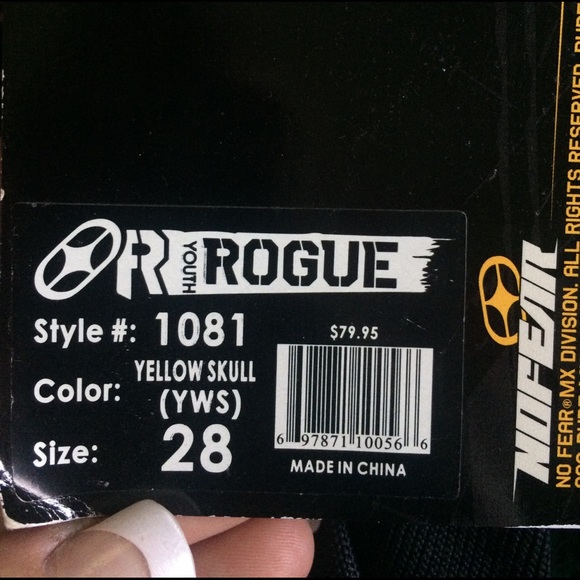 R YOUTH ROGUE
Style #: 1081
$79.95
Color: YELLOW SKULL
(YWS)
Size: 28
6 97871 10056 6
MADE IN CHINA
NOFEAR
NO FEAR® MX DIVISION. ALL RIGHTS RESERVED.